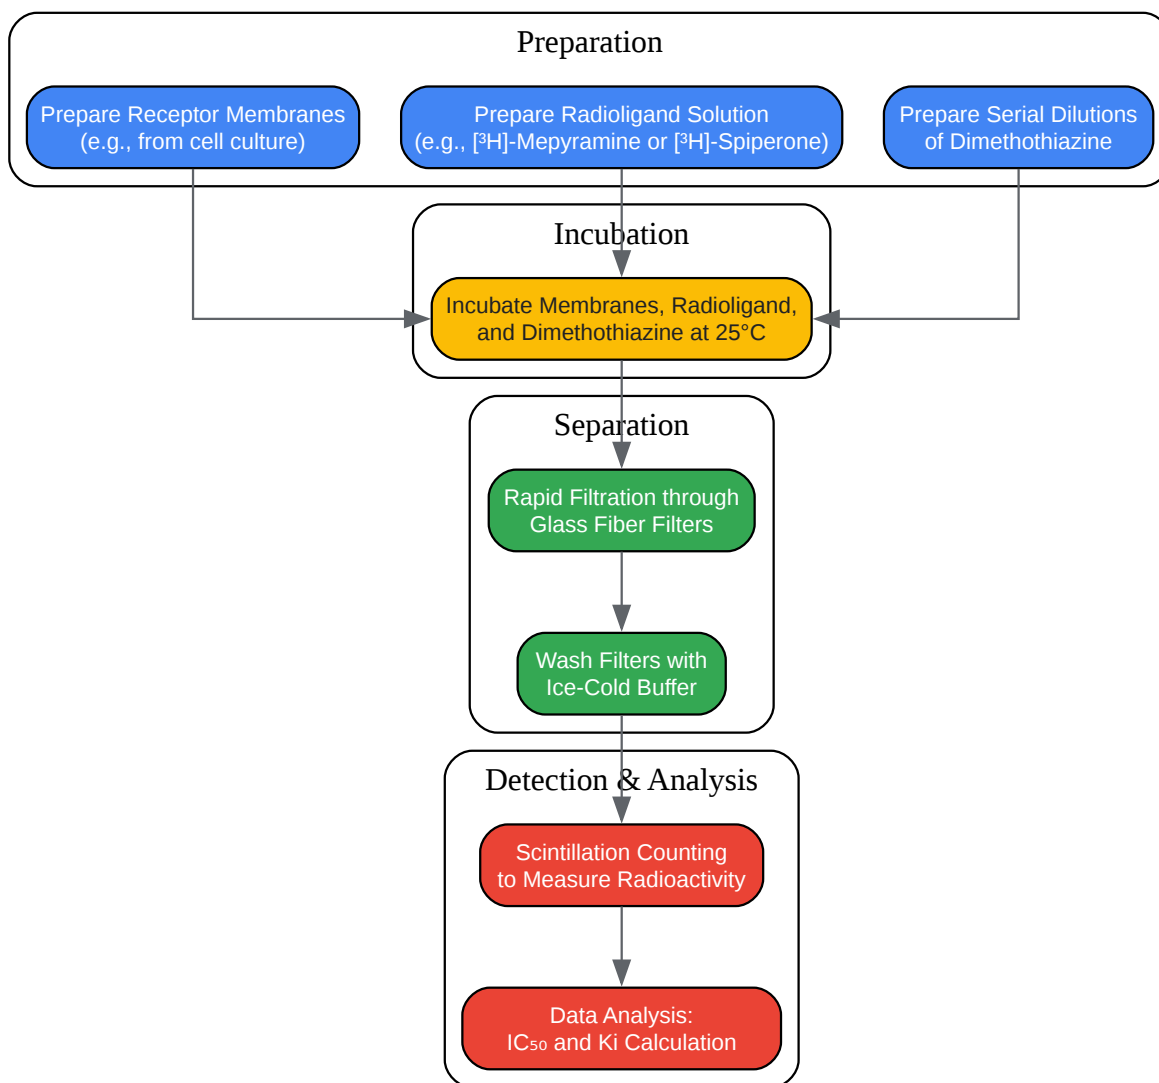 Preparation
Prepare Receptor Membranes
(e.g., from cell culture)
Prepare Radioligand Solution
(e.g., [³H]-Mepyramine or [³H]-Spiperone)
Prepare Serial Dilutions
of Dimethothiazine
Incubation
Incubate Membranes, Radioligand,
and Dimethothiazine at 25°C
Separation
Rapid Filtration through
Glass Fiber Filters
Wash Filters with
Ice-Cold Buffer
Detection & Analysis
Scintillation Counting
to Measure Radioactivity
Data Analysis:
IC₅₀ and Ki Calculation